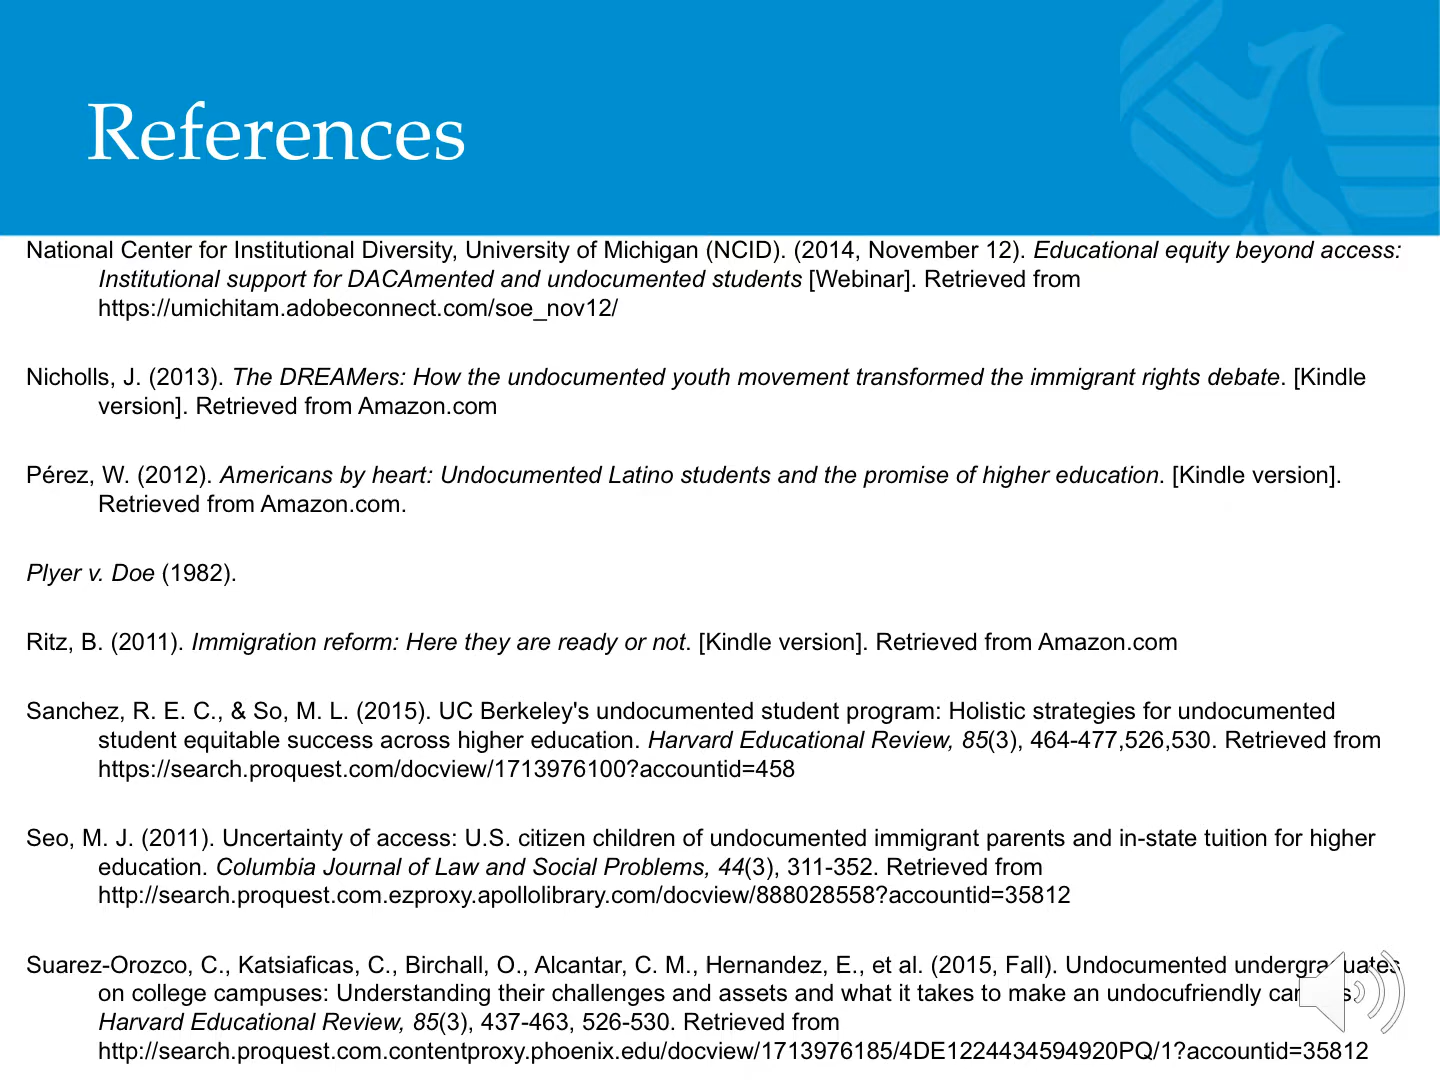 References
National Center for Institutional Diversity, University of Michigan (NCID). (2014, November 12). Educational equity beyond access:
Institutional support for DACAmented and undocumented students [Webinar]. Retrieved from
https://umichitam.adobeconnect.com/soe_nov12/
Nicholls, J. (2013). The DREAMers: How the undocumented youth movement transformed the immigrant rights debate. [Kindle
version]. Retrieved from Amazon.com
Pérez, W. (2012). Americans by heart: Undocumented Latino students and the promise of higher education. [Kindle version].
Retrieved from Amazon.com.
Plyer v. Doe (1982).
Ritz, B. (2011). Immigration reform: Here they are ready or not. [Kindle version]. Retrieved from Amazon.com
Sanchez, R. E. C., & So, M. L. (2015). UC Berkeley's undocumented student program: Holistic strategies for undocumented
student equitable success across higher education. Harvard Educational Review, 85(3), 464-477,526,530. Retrieved from
https://search.proquest.com/docview/1713976100?accountid=458
Seo, M. J. (2011). Uncertainty of access: U.S. citizen children of undocumented immigrant parents and in-state tuition for higher
education. Columbia Journal of Law and Social Problems, 44(3), 311-352. Retrieved from
http://search.proquest.com.ezproxy.apollolibrary.com/docview/888028558?accountid=35812
Suarez-Orozco, C., Katsiaficas, C., Birchall, O., Alcantar, C. M., Hernandez, E., et al. (2015, Fall). Undocumented undergraduates
on college campuses: Understanding their challenges and assets and what it takes to make an undocufriendly
Harvard Educational Review, 85(3), 437-463, 526-530. Retrieved from
http://search.proquest.com.contentproxy.phoenix.edu/docview/1713976185/4DE1224434594920PQ/1?accountid=35812